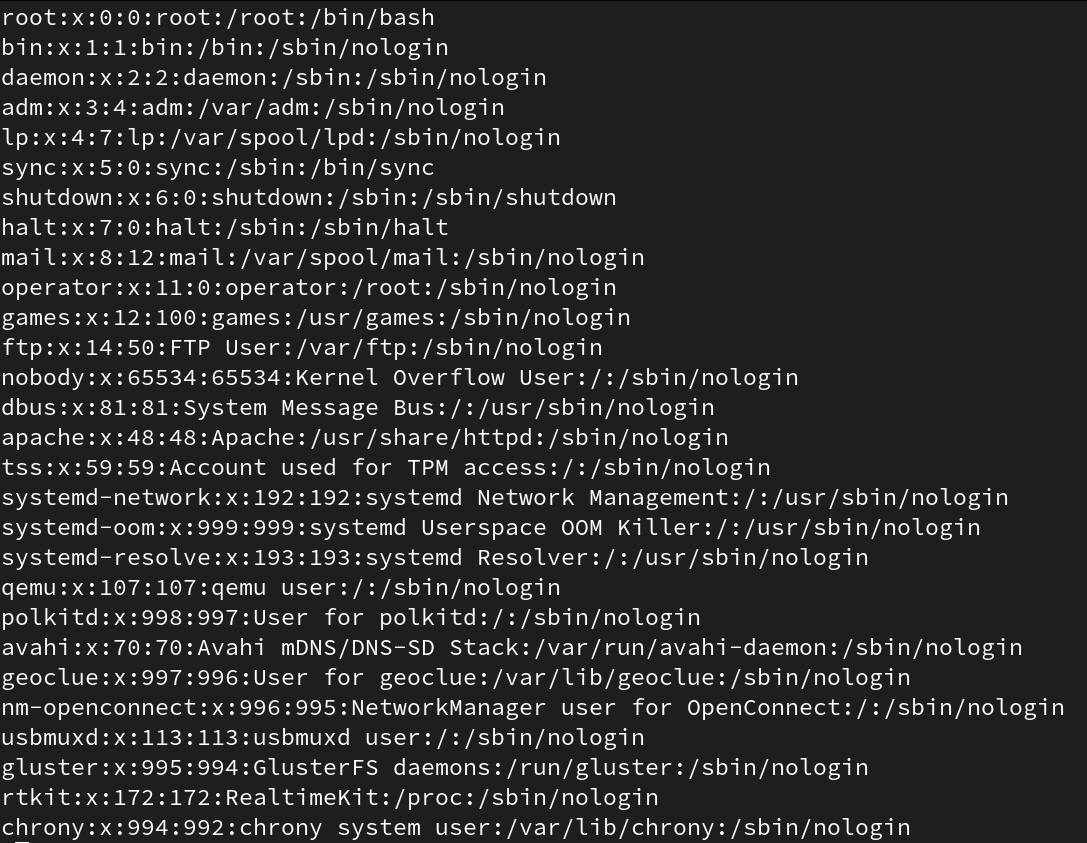 root:x:0:0:root:/root:/bin/bash
bin:x:1:1:bin:/bin:/sbin/nologin
daemon:x:2:2:daemon:/sbin:/sbin/nologin
adm:x:3:4:adm:/var/adm:/sbin/nologin
lp:x:4:7:lp:/var/spool/lpd:/sbin/nologin
sync:x:5:0:sync:/sbin:/bin/sync
shutdown:x:6:0:shutdown:/sbin:/sbin/shutdown
halt:x:7:0:halt:/sbin:/sbin/halt
mail:x:8:12:mail:/var/spool/mail:/sbin/nologin
operator:x:11:0:operator:/root:/sbin/nologin
games:x:12:100:games:/usr/games:/sbin/nologin
ftp:x:14:50:FTP User:/var/ftp:/sbin/nologin
nobody:x:65534:65534:Kernel Overflow User:/:/sbin/nologin
dbus:x:81:81:System Message Bus:/:/usr/sbin/nologin
apache:x:48:48:Apache:/usr/share/httpd:/sbin/nologin
tss:x:59:59:Account used for TPM access:/:/sbin/nologin
systemd-network:x:192:192:systemd Network Management:/:/usr/sbin/nologin
systemd-oom:x:999:999:systemd Userspace OOM Killer:/:/usr/sbin/nologin
systemd-resolve:x:193:193:systemd Resolver:/:/usr/sbin/nologin
qemu:x:107:107:qemu user:/:/sbin/nologin
polkitd:x:998:997:User for polkitd:/:/sbin/nologin
avahi:x:70:70:Avahi mDNS/DNS-SD Stack:/var/run/avahi-daemon:/sbin/nologin
geoclue:x:997:996:User for geoclue:/var/lib/geoclue:/sbin/nologin
nm-openconnect:x:996:995:NetworkManager user for OpenConnect:/:/sbin/nologin
usbmuxd:x:113:113:usbmuxd user:/:/sbin/nologin
gluster:x:995:994:GlusterFS daemons:/run/gluster:/sbin/nologin
rtkit:x:172:172:RealtimeKit:/proc:/sbin/nologin
chrony:x:994:992:chrony system user:/var/lib/chrony:/sbin/nologin